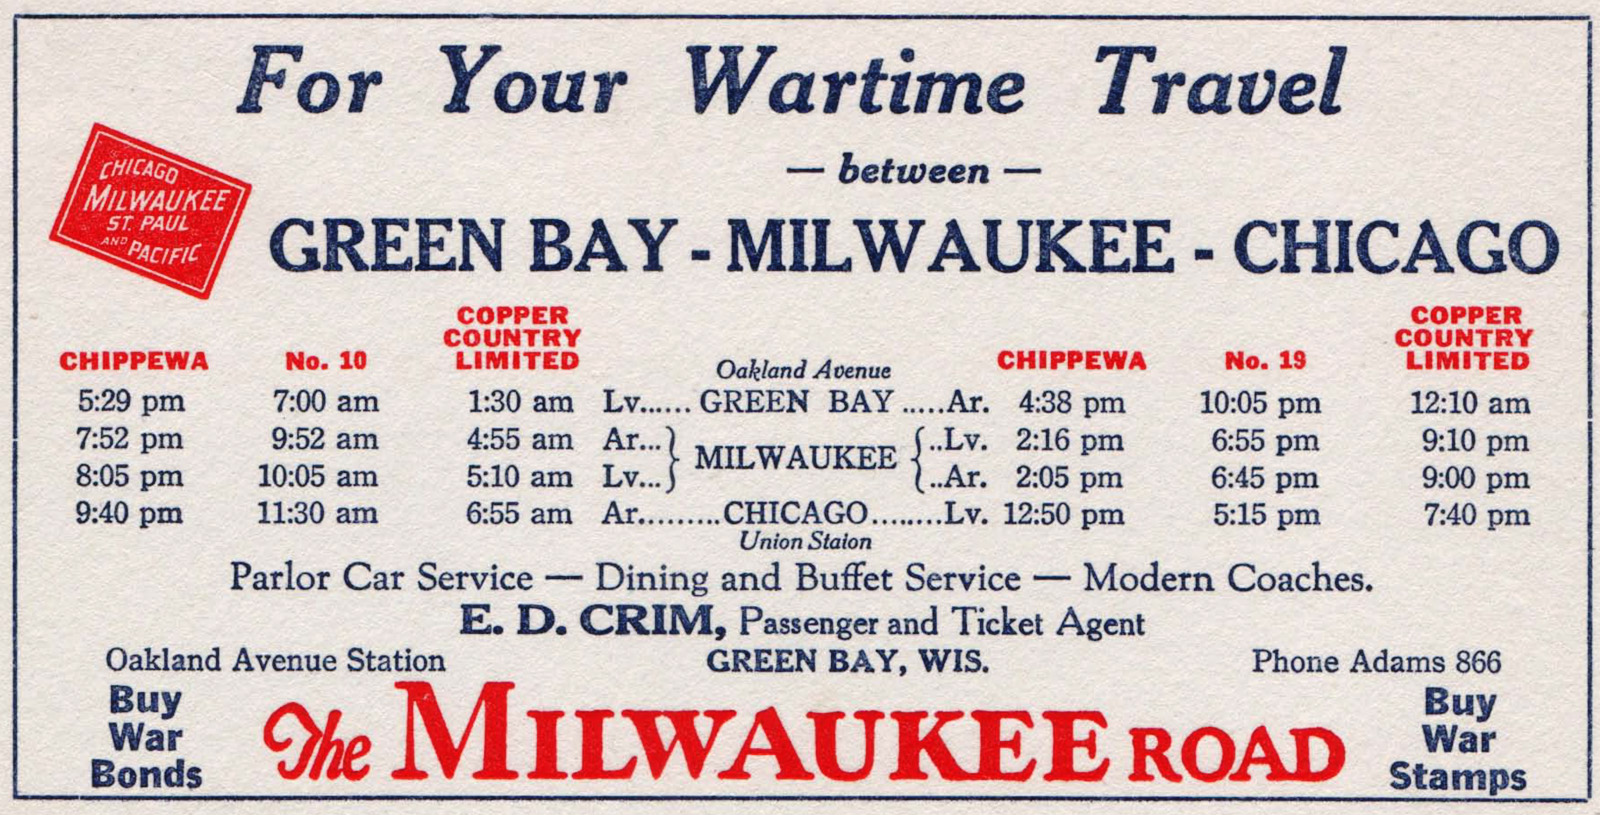 For Your Wartime Travel
— between —
CHICAGO
MILWAUKEE
ST. PAUL
AND PACIFIC
GREEN BAY - MILWAUKEE - CHICAGO
CHIPPEWA No. 10 COPPER COUNTRY LIMITED Oakland Avenue CHIPPEWA No. 19 COPPER COUNTRY LIMITED
5:29 pm 7:00 am 1:30 am Lv...... GREEN BAY .....Ar. 4:38 pm 10:05 pm 12:10 am
7:52 pm 9:52 am 4:55 am Ar...} MILWAUKEE {..Lv. 2:16 pm 6:55 pm 9:10 pm
8:05 pm 10:05 am 5:10 am Lv...} {..Ar. 2:05 pm 6:45 pm 9:00 pm
9:40 pm 11:30 am 6:55 am Ar.........CHICAGO........Lv. 12:50 pm 5:15 pm 7:40 pm
Union Staion
Parlor Car Service — Dining and Buffet Service — Modern Coaches.
E. D. CRIM, Passenger and Ticket Agent
Oakland Avenue Station GREEN BAY, WIS. Phone Adams 866
Buy
War
Bonds
The MILWAUKEE ROAD
Buy
War
Stamps